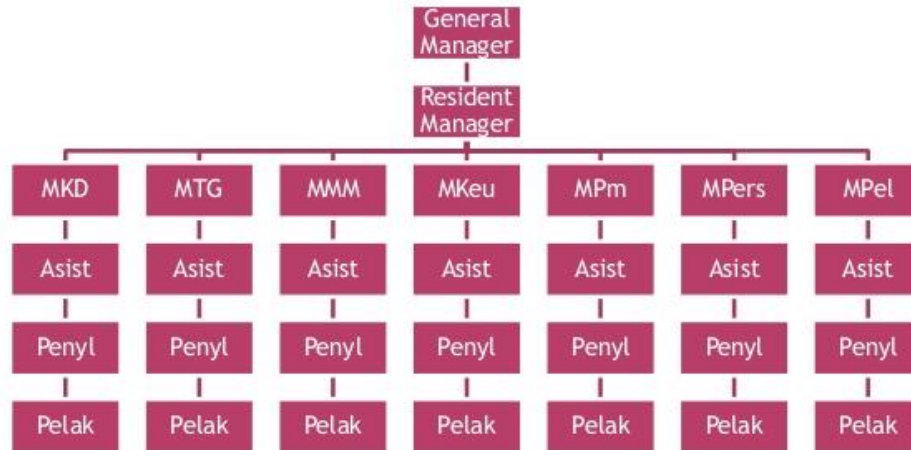 General
Manager
Resident
Manager
MKD MTG MMM MKeu MPm MPers MPel
Asist Asist Asist Asist Asist Asist Asist
Penyl Penyl Penyl Penyl Penyl Penyl Penyl
Pelak Pelak Pelak Pelak Pelak Pelak Pelak